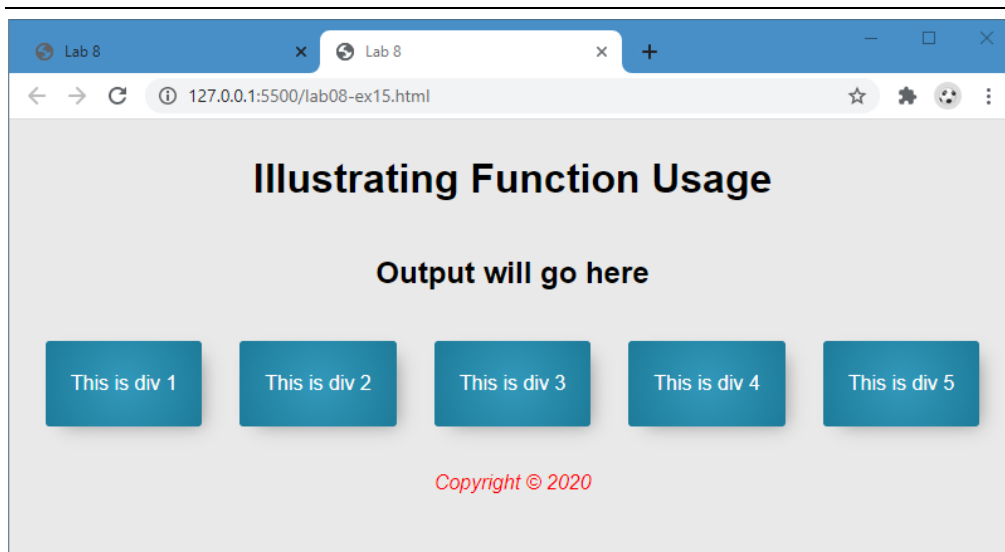 Lab 8 Lab 8
127.0.0.1:5500/lab08-ex15.html
Illustrating Function Usage
Output will go here
This is div 1 This is div 2 This is div 3 This is div 4 This is div 5
Copyright © 2020